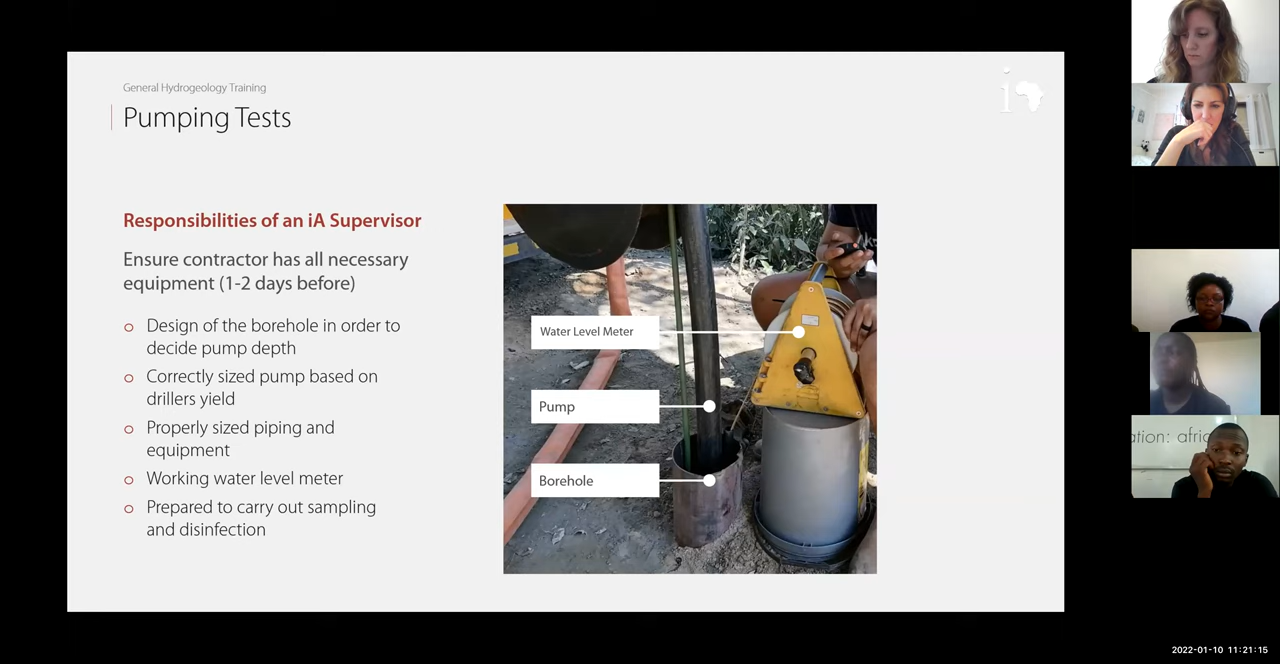 General Hydrogeology Training
Pumping Tests
i
Responsibilities of an iA Supervisor
Ensure contractor has all necessary
equipment (1-2 days before)
Design of the borehole in order to
decide pump depth
Correctly sized pump based on
drillers yield
Properly sized piping and
equipment
Working water level meter
Prepared to carry out sampling
and disinfection
Water Level Meter
Pump
Borehole
ation: afric
2022-01-10 11:21:15